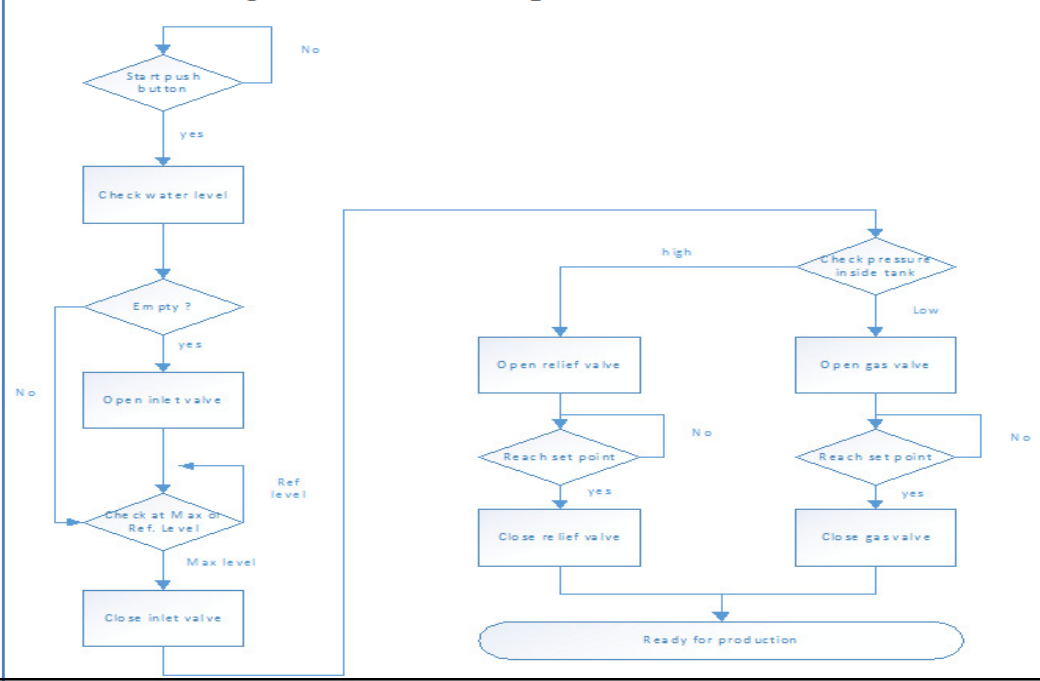 No
Start push
button
yes
Check water level
Empty ?
yes
No
Open inlet valve
Ref
level
Check at Max or
Ref. Level
Max level
Close inlet valve
Check pressure
inside tank
high
Low
Open relief valve
Open gas valve
Reach set point
No
Reach set point
No
yes
yes
Close relief valve
Close gas valve
Ready for production